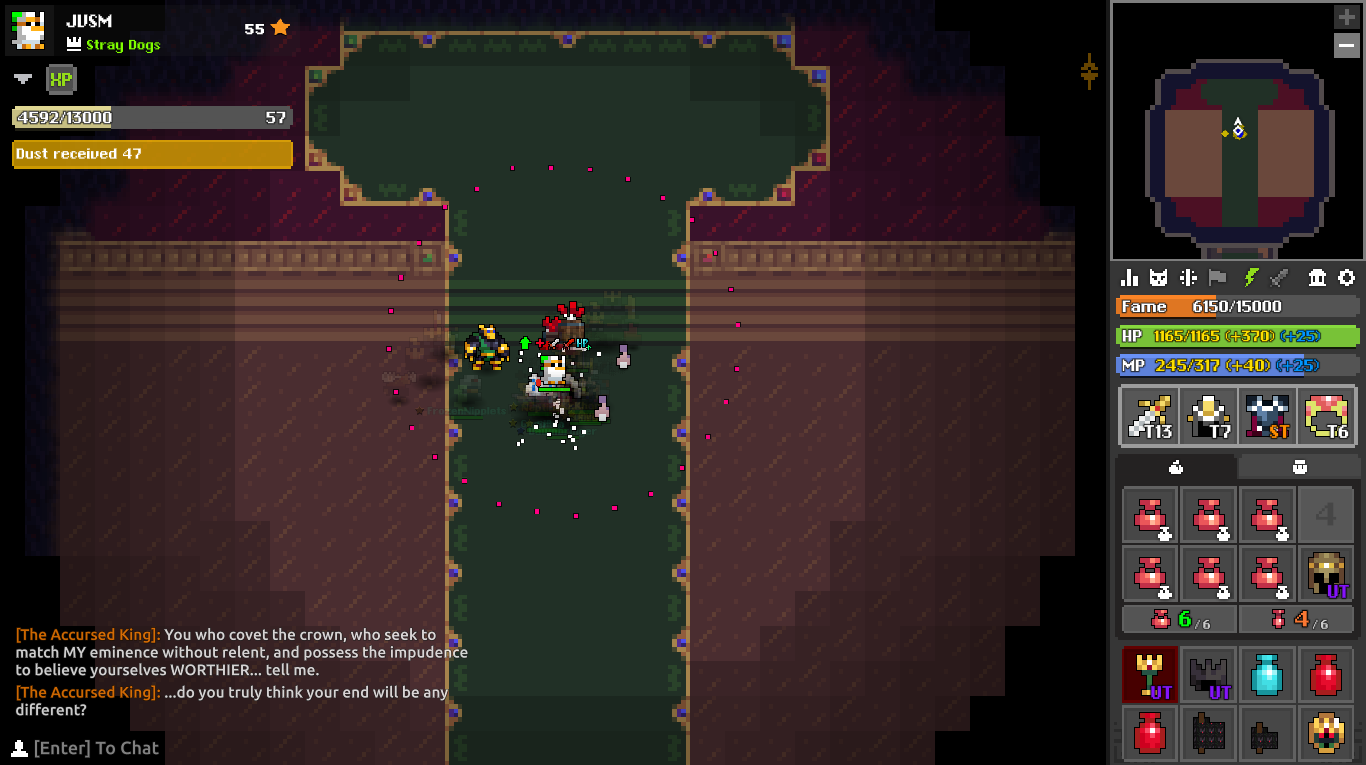 JVSM
55
Stray Dogs
XP
4592/13000
57
Dust received 47
Fame 6150/15000
HP 1165/1165 (+370) (+25)
MP 245/317 (+40) (+25)
T13
T7
ST
T6
4
UT
6/6
4/6
UT
UT
HP
[The Accursed King]: You who covet the crown, who seek to
match MY eminence without relent, and possess the impudence
to believe yourselves WORTHIER... tell me.
[The Accursed King]: ...do you truly think your end will be any
different?
[Enter] To Chat